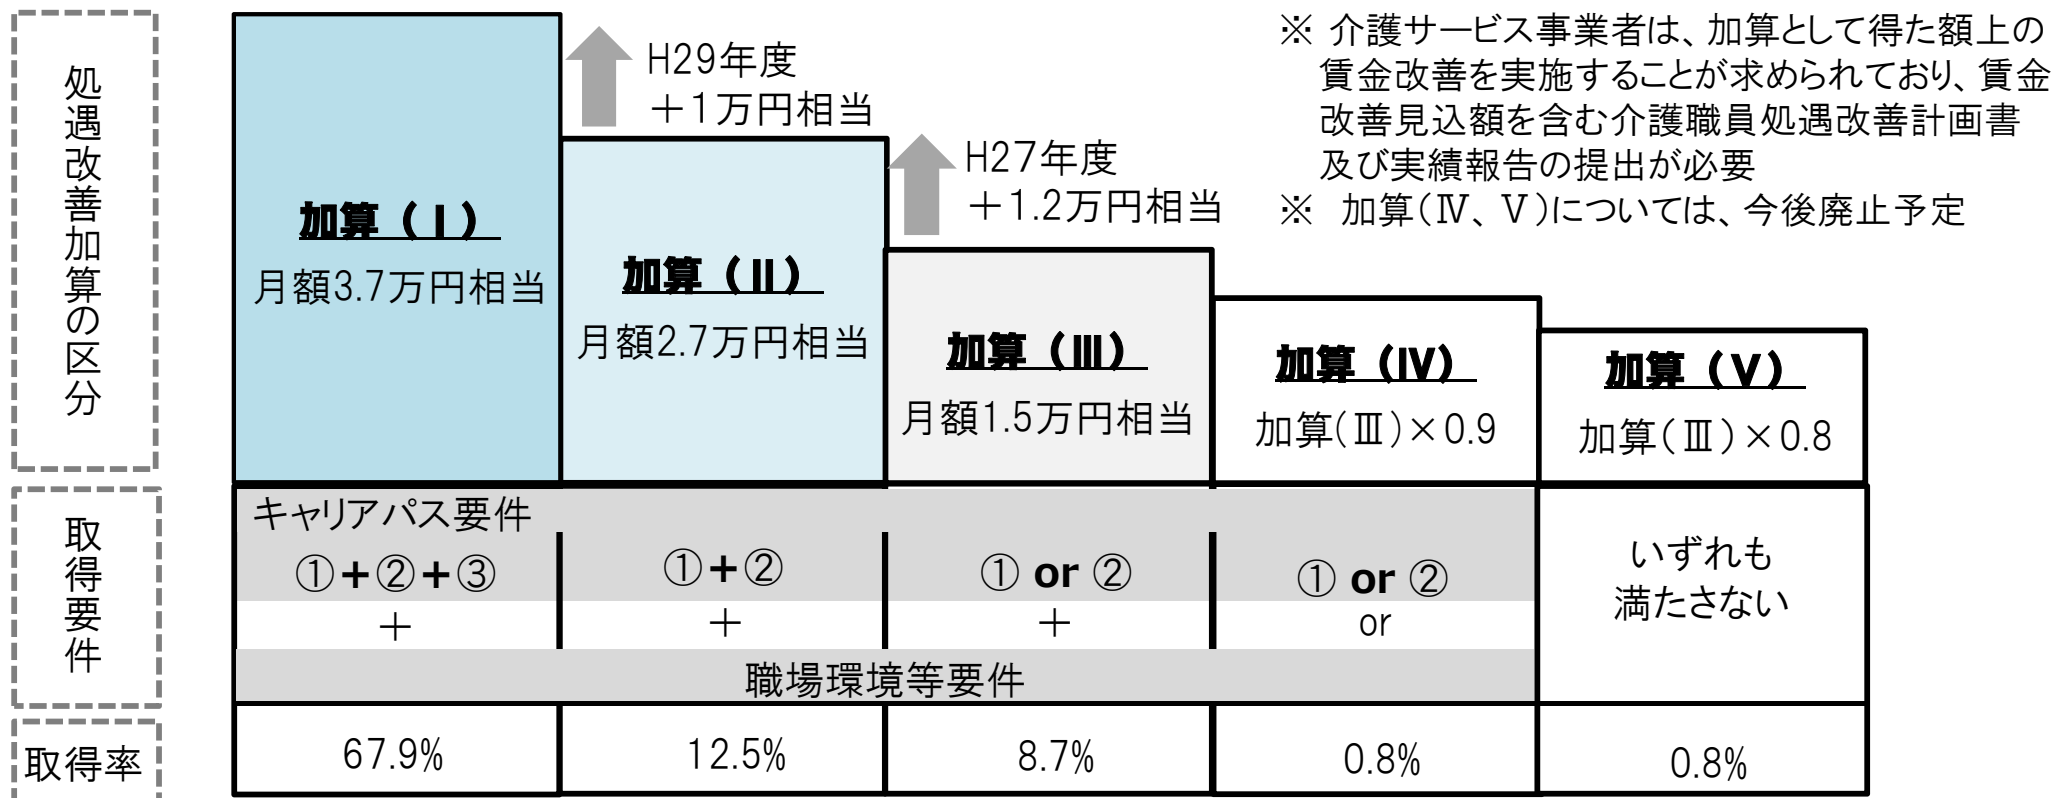 処遇改善加算の区分
加算（Ⅰ）
月額3.7万円相当
H29年度
＋1万円相当
加算（Ⅱ）
月額2.7万円相当
H27年度
＋1.2万円相当
加算（Ⅲ）
月額1.5万円相当
加算（Ⅳ）
加算(Ⅲ)×0.9
加算（Ⅴ）
加算(Ⅲ)×0.8
※ 介護サービス事業者は、加算として得た額上の
賃金改善を実施することが求められており、賃金
改善見込額を含む介護職員処遇改善計画書
及び実績報告の提出が必要
※ 加算(Ⅳ、Ⅴ)については、今後廃止予定
取得要件
キャリアパス要件
①+②+③
①+②
① or ②
① or ②
＋
＋
＋
or
職場環境等要件
いずれも
満たさない
取得率
67.9%
12.5%
8.7%
0.8%
0.8%